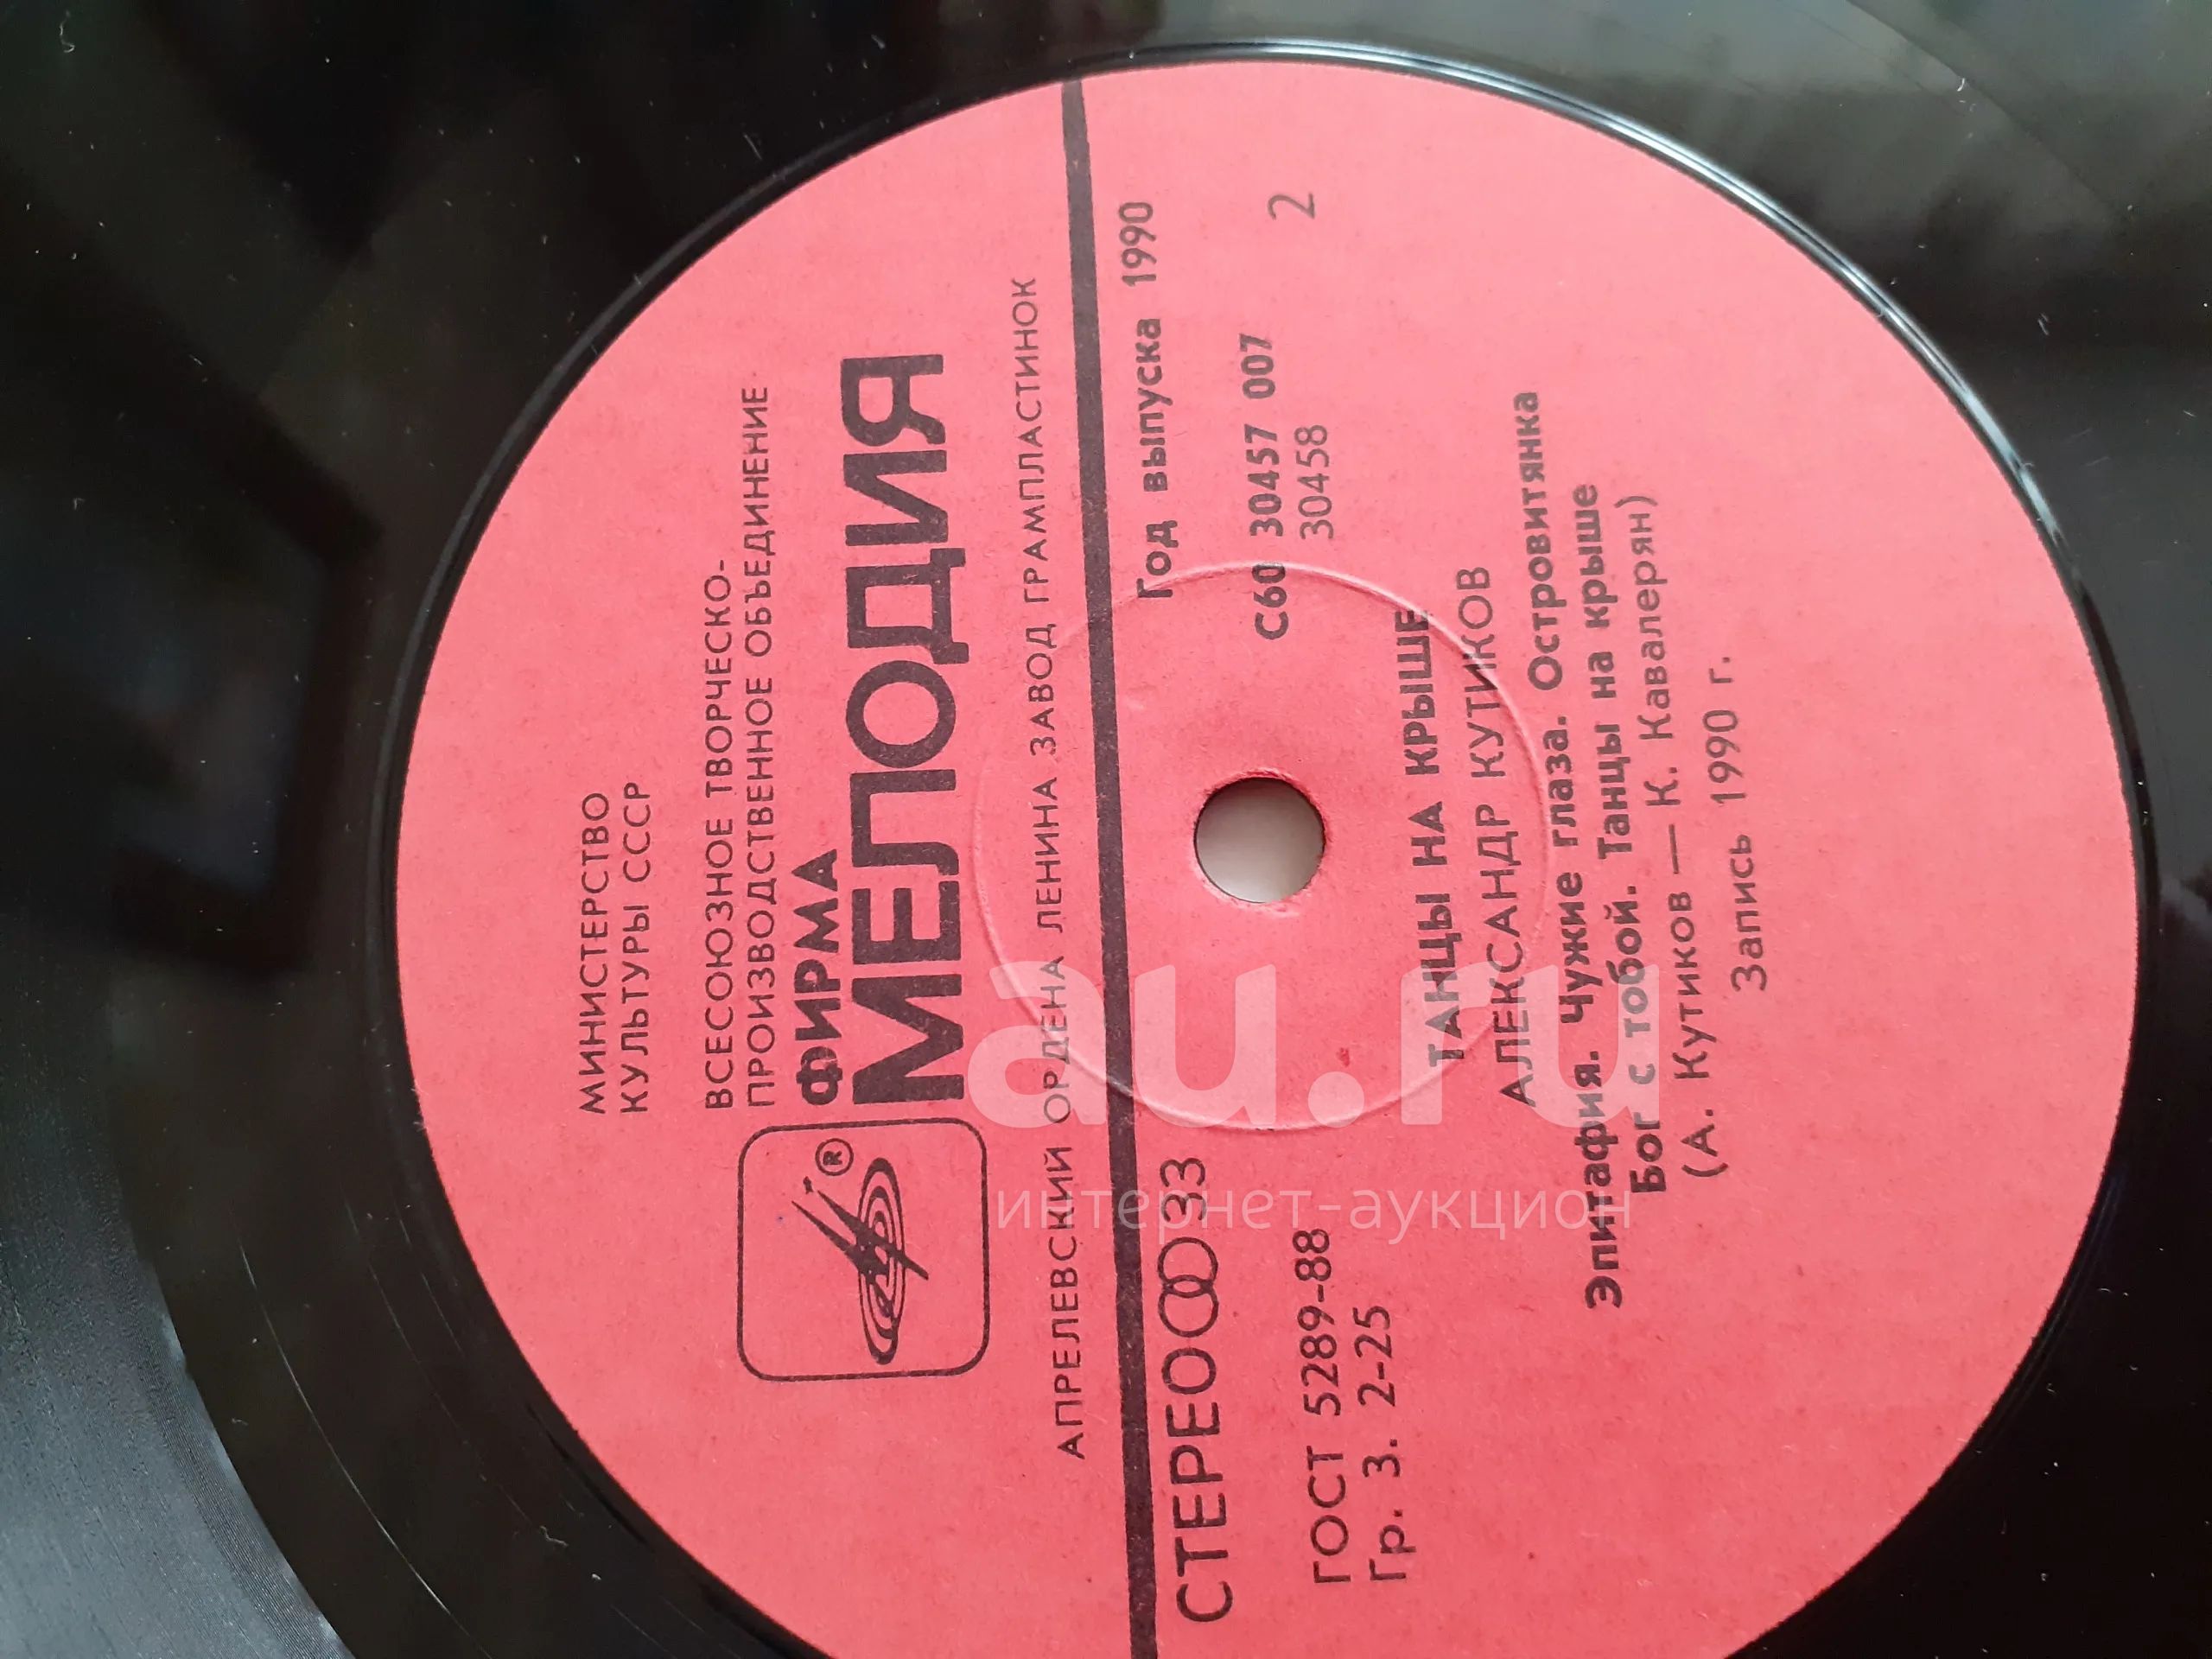 МИНИСТЕРСТВО
КУЛЬТУРЫ СССР
ВСЕСОЮЗНОЕ ТВОРЧЕСКО-
ПРОИЗВОДСТВЕННОЕ ОБЪЕДИНЕНИЕ
ФИРМА
®
МЕЛОДИЯ
АПРЕЛЕВСКИЙ ОРДЕНА ЛЕНИНА ЗАВОД ГРАМПЛАСТИНОК
СТЕРЕО 33
Год выпуска 1990
ГОСТ 5289-88
Гр. 3. 2-25
С60 30457 007
30458
2
ТАНЦЫ НА КРЫШЕ
АЛЕКСАНДР КУТИКОВ
Эпитафия. Чужие глаза. Островитянка
Бог с тобой. Танцы на крыше
(А. Кутиков — К. Кавалерян)
Запись 1990 г.
au.ru
интернет-аукцион